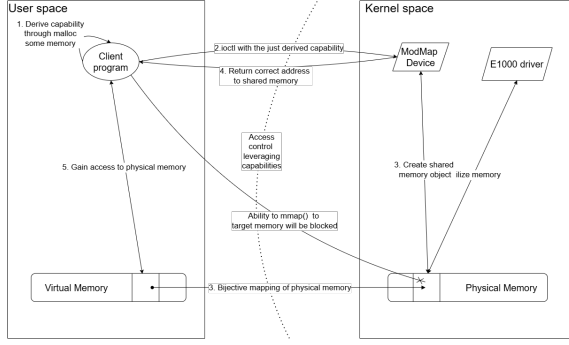 User space
Kernel space
1. Derive capability
through malloc
some memory
Client
program
2.ioctl with the just derived capability
ModMap
Device
E1000 driver
4. Return correct address
to shared memory
Access
control
leveraging
capabilities
5. Gain access to physical memory
3. Create shared
memory object
ilize memory
Ability to mmap() to
target memory will be blocked
Virtual Memory
3. Bijective mapping of physical memory
Physical Memory